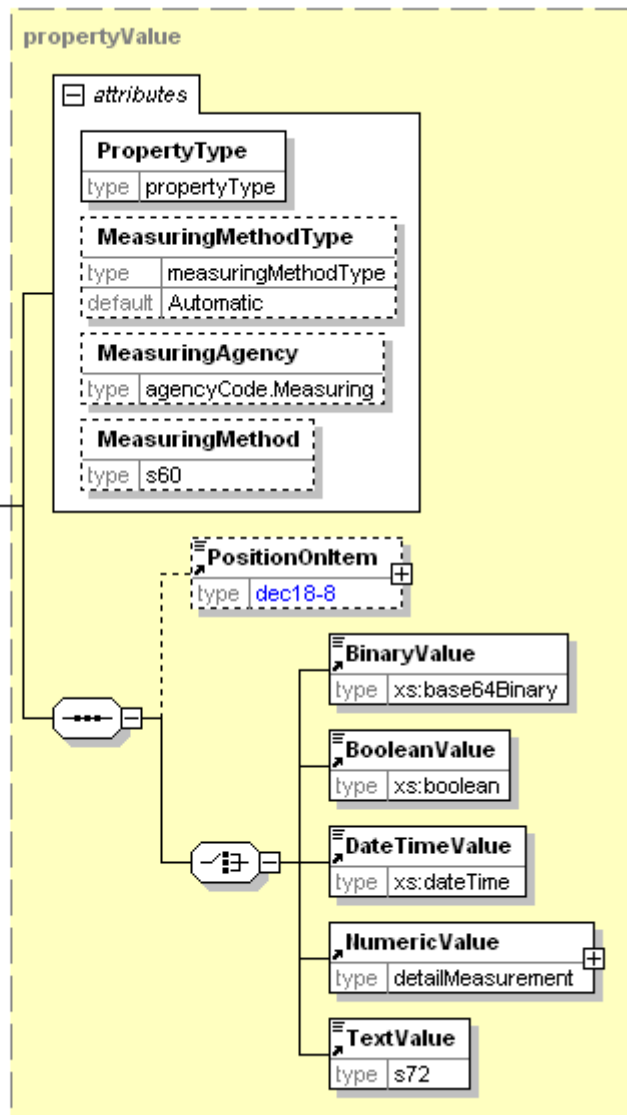 propertyValue
attributes
PropertyType
type propertyType
MeasuringMethodType
type measuringMethodType
default Automatic
MeasuringAgency
type agencyCode.Measuring
MeasuringMethod
type s60
PositionOnItem
type dec18-8
BinaryValue
type xs:base64Binary
BooleanValue
type xs:boolean
DateTimeValue
type xs:dateTime
NumericValue
type detailMeasurement
TextValue
type s72